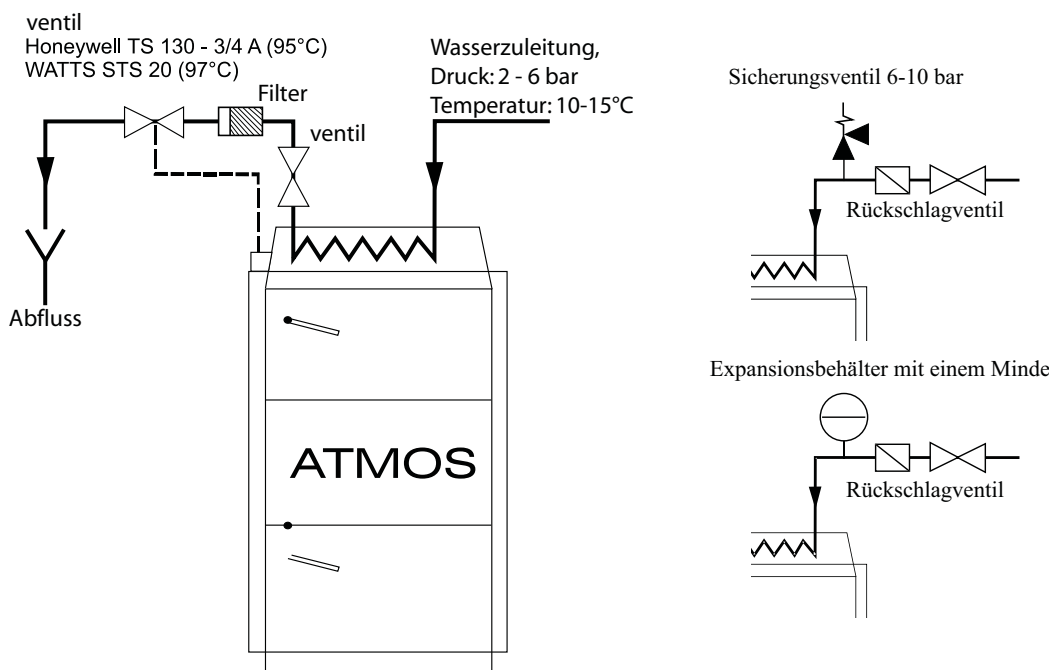 ventil
Honeywell TS 130 - 3/4 A (95°C)
WATTS STS 20 (97°C)
Filter
ventil
Wasserzuleitung,
Druck: 2 - 6 bar
Temperatur: 10-15°C
Abfluss
ATMOS
Sicherungsventil 6-10 bar
Rückschlagventil
Expansionsbehälter mit einem Minde
Rückschlagventil